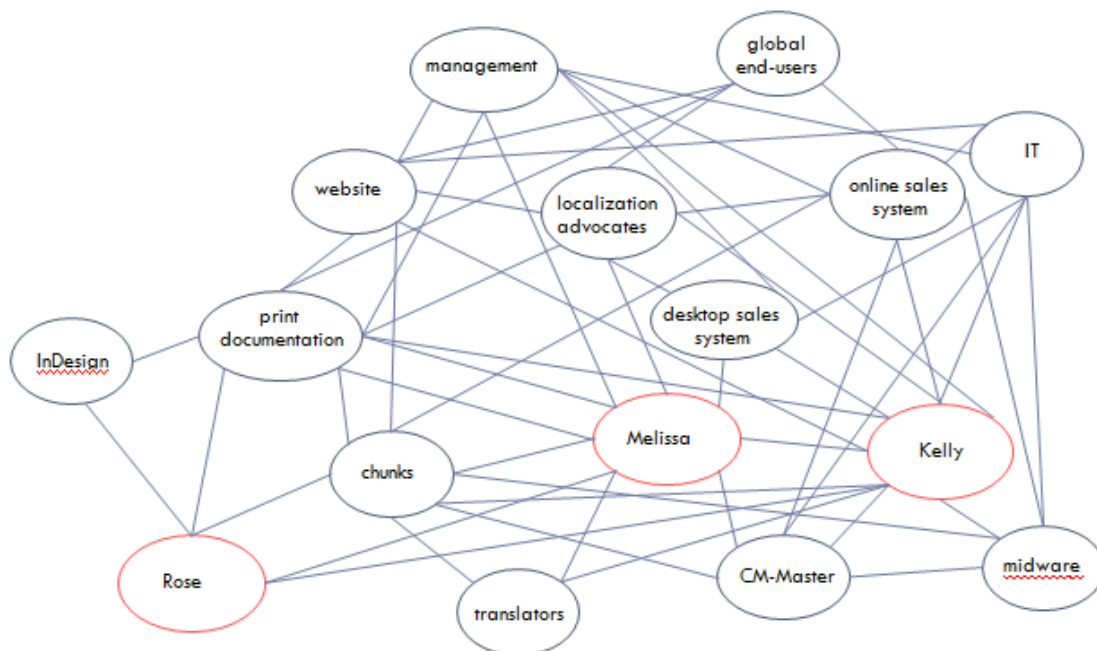 global
end-users
management
IT
website
online sales
system
localization
advocates
print
documentation
desktop sales
system
InDesign
Melissa
Kelly
chunks
Rose
CM-Master
midware
translators